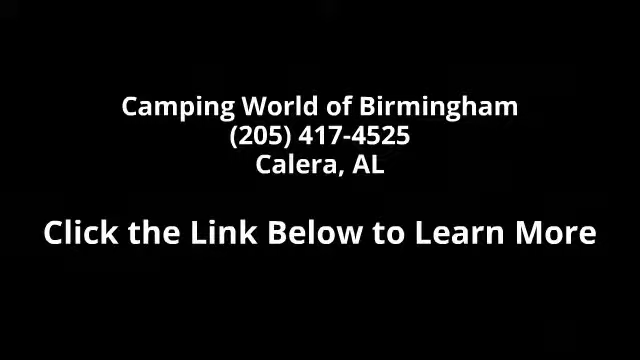 Camping World of Birmingham
(205) 417-4525
Calera, AL
Click the Link Below to Learn More